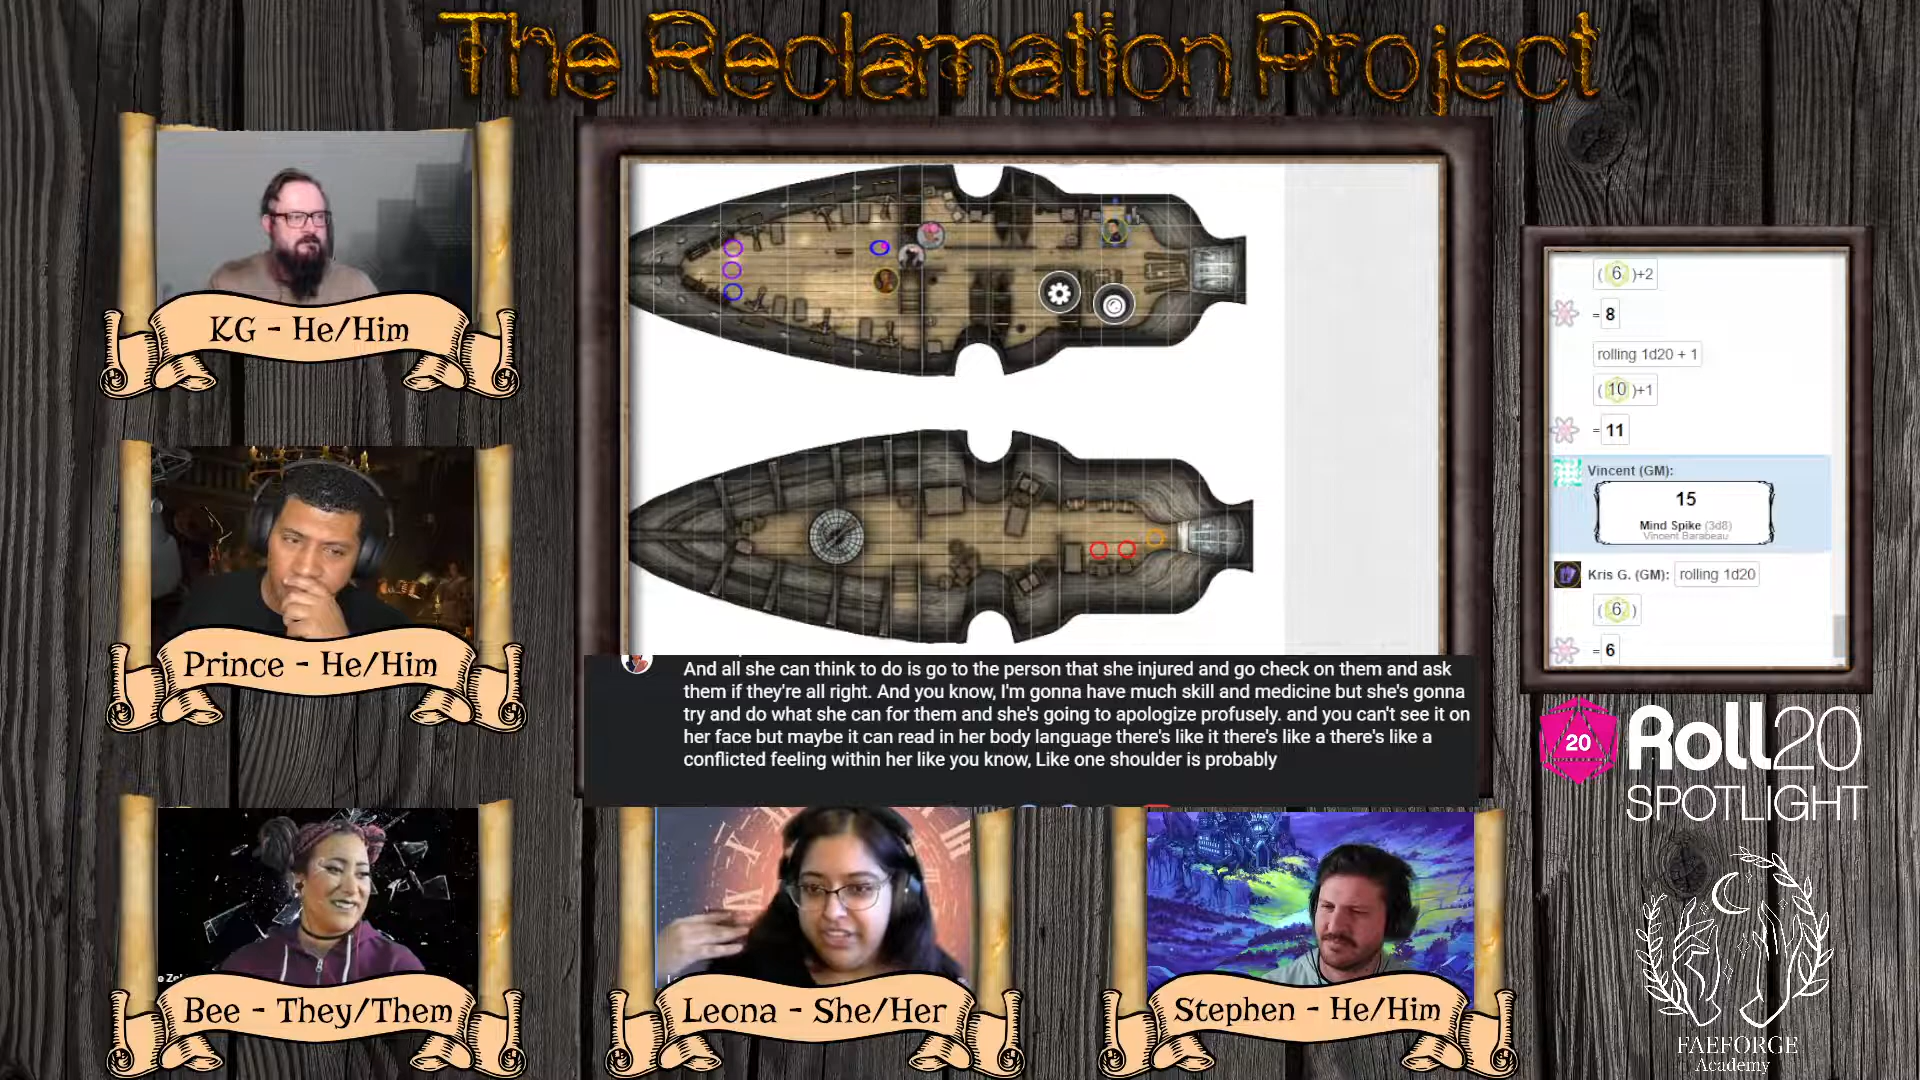 The Reclamation Project
KG - He/Him
(6)+2
= 8
rolling 1d20 + 1
(10)+1
= 11
Vincent (GM):
15
Mind Spike (3d8)
Vincent Barabeau
Kris G. (GM): rolling 1d20
(6)
= 6
Prince - He/Him
And all she can think to do is go to the person that she injured and go check on them and ask
them if they're all right. And you know, I'm gonna have much skill and medicine but she's gonna
try and do what she can for them and she's going to apologize profusely. and you can't see it on
her face but maybe it can read in her body language there's like it there's like a there's like a
conflicted feeling within her like you know, Like one shoulder is probably
20
Roll20
SPOTLIGHT
Bee - They/Them
Leona - She/Her
Stephen - He/Him
FAEFORGE
Academy